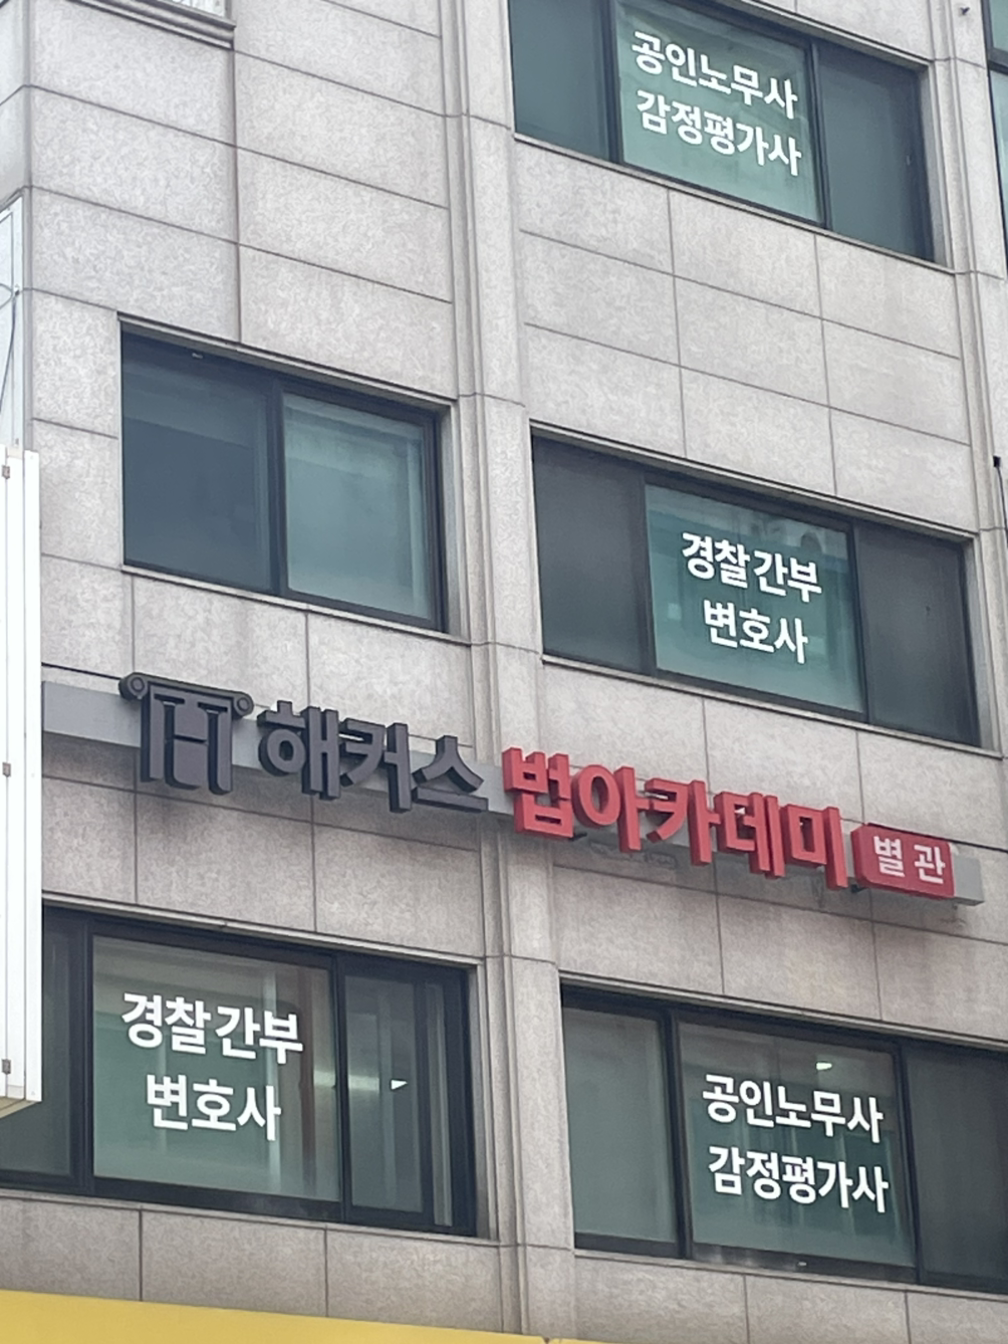 공인노무사
감정평가사
경찰간부
변호사
해커스 법아카데미 별관
경찰간부
변호사
공인노무사
감정평가사